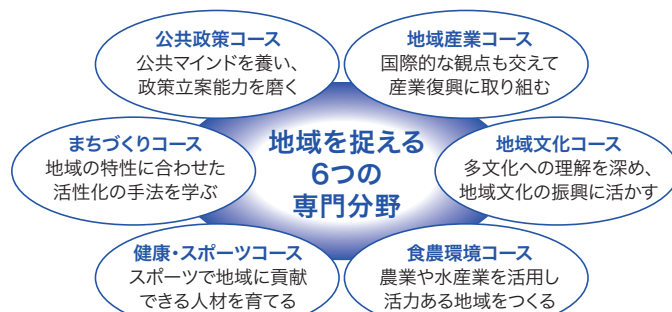 公共政策コース
公共マインドを養い、
政策立案能力を磨く
地域産業コース
国際的な観点も交えて
産業復興に取り組む
まちづくりコース
地域の特性に合わせた
活性化の手法を学ぶ
地域を捉える
6つの
専門分野
地域文化コース
多文化への理解を深め、
地域文化の振興に活かす
健康・スポーツコース
スポーツで地域に貢献
できる人材を育てる
食農環境コース
農業や水産業を活用し
活力ある地域をつくる